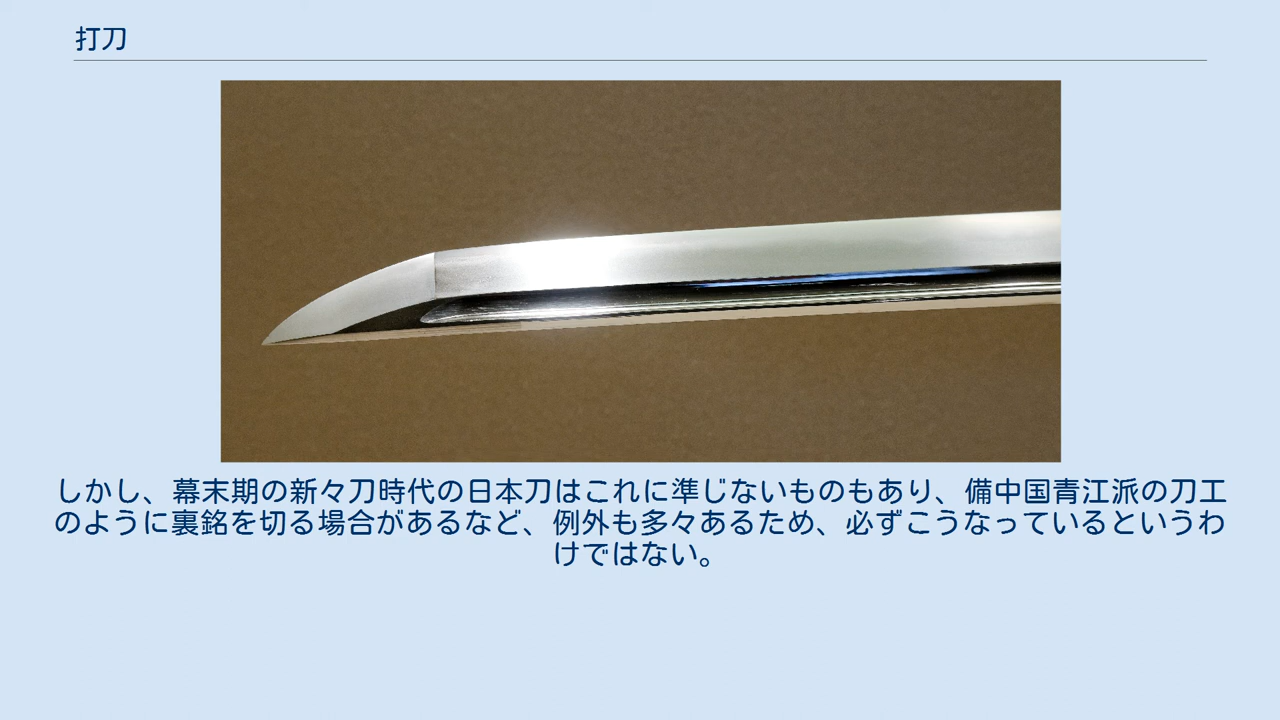 打刀
しかし、幕末期の新々刀時代の日本刀はこれに準じないものもあり、備中国青江派の刀工
のように裏銘を切る場合があるなど、例外も多々あるため、必ずこうなっているというわ
けではない。